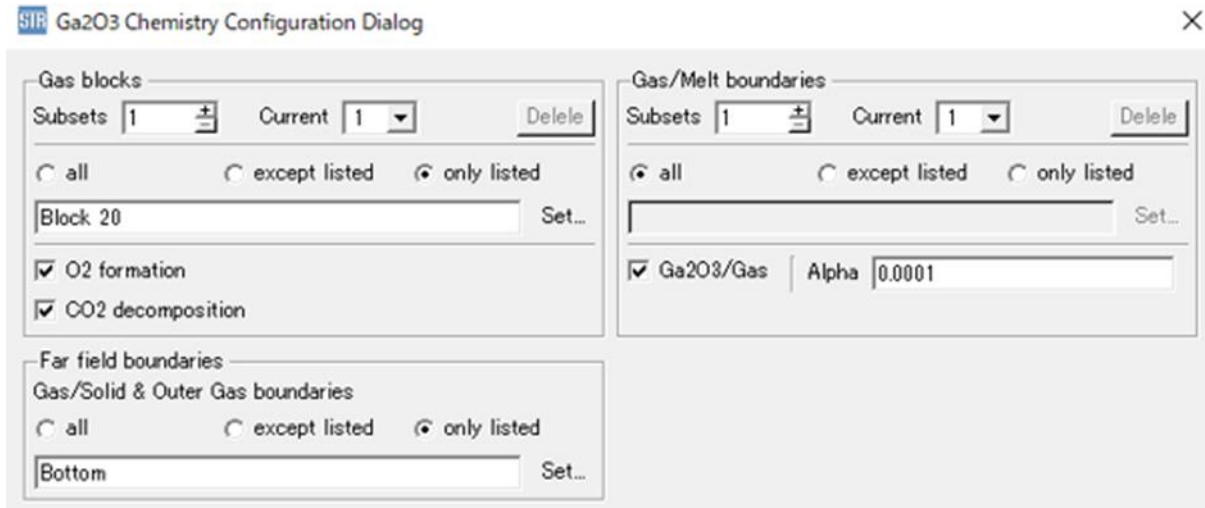 STR Ga2O3 Chemistry Configuration Dialog
Gas blocks
Subsets 1 Current 1 Delele
all except listed only listed
Block 20 Set...
O2 formation
CO2 decomposition
Gas/Melt boundaries
Subsets 1 Current 1 Delele
all except listed only listed
Set...
Ga2O3/Gas Alpha 0.0001
Far field boundaries
Gas/Solid & Outer Gas boundaries
all except listed only listed
Bottom Set...